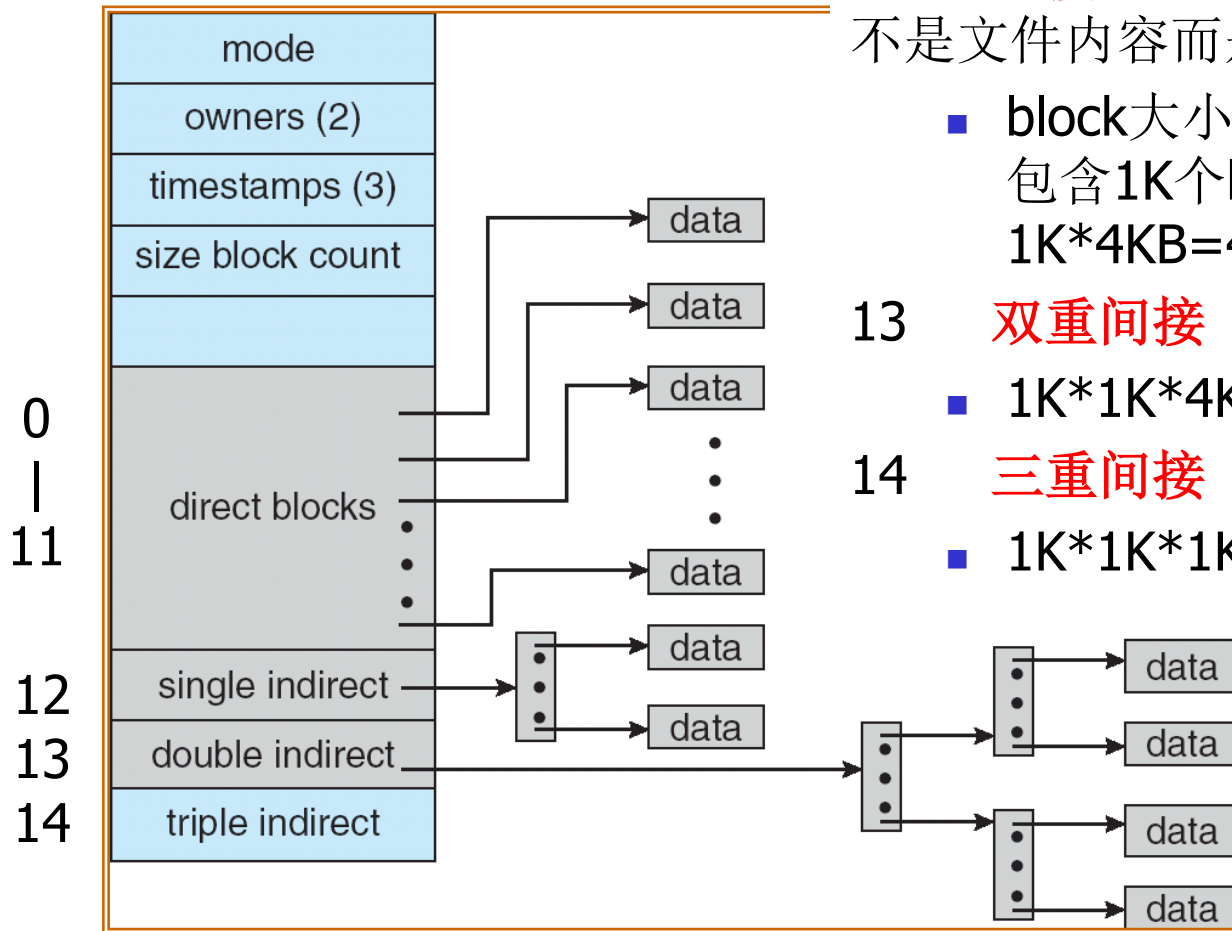 mode
owners (2)
timestamps (3)
size block count
direct blocks
single indirect
double indirect
triple indirect
0
|
11
12
13
14
data
data
data
data
data
data
data
data
data
data
不是文件内容而
block大小
包含1K个
1K*4KB=
13 双重间接
1K*1K*4K
14 三重间接
1K*1K*1K